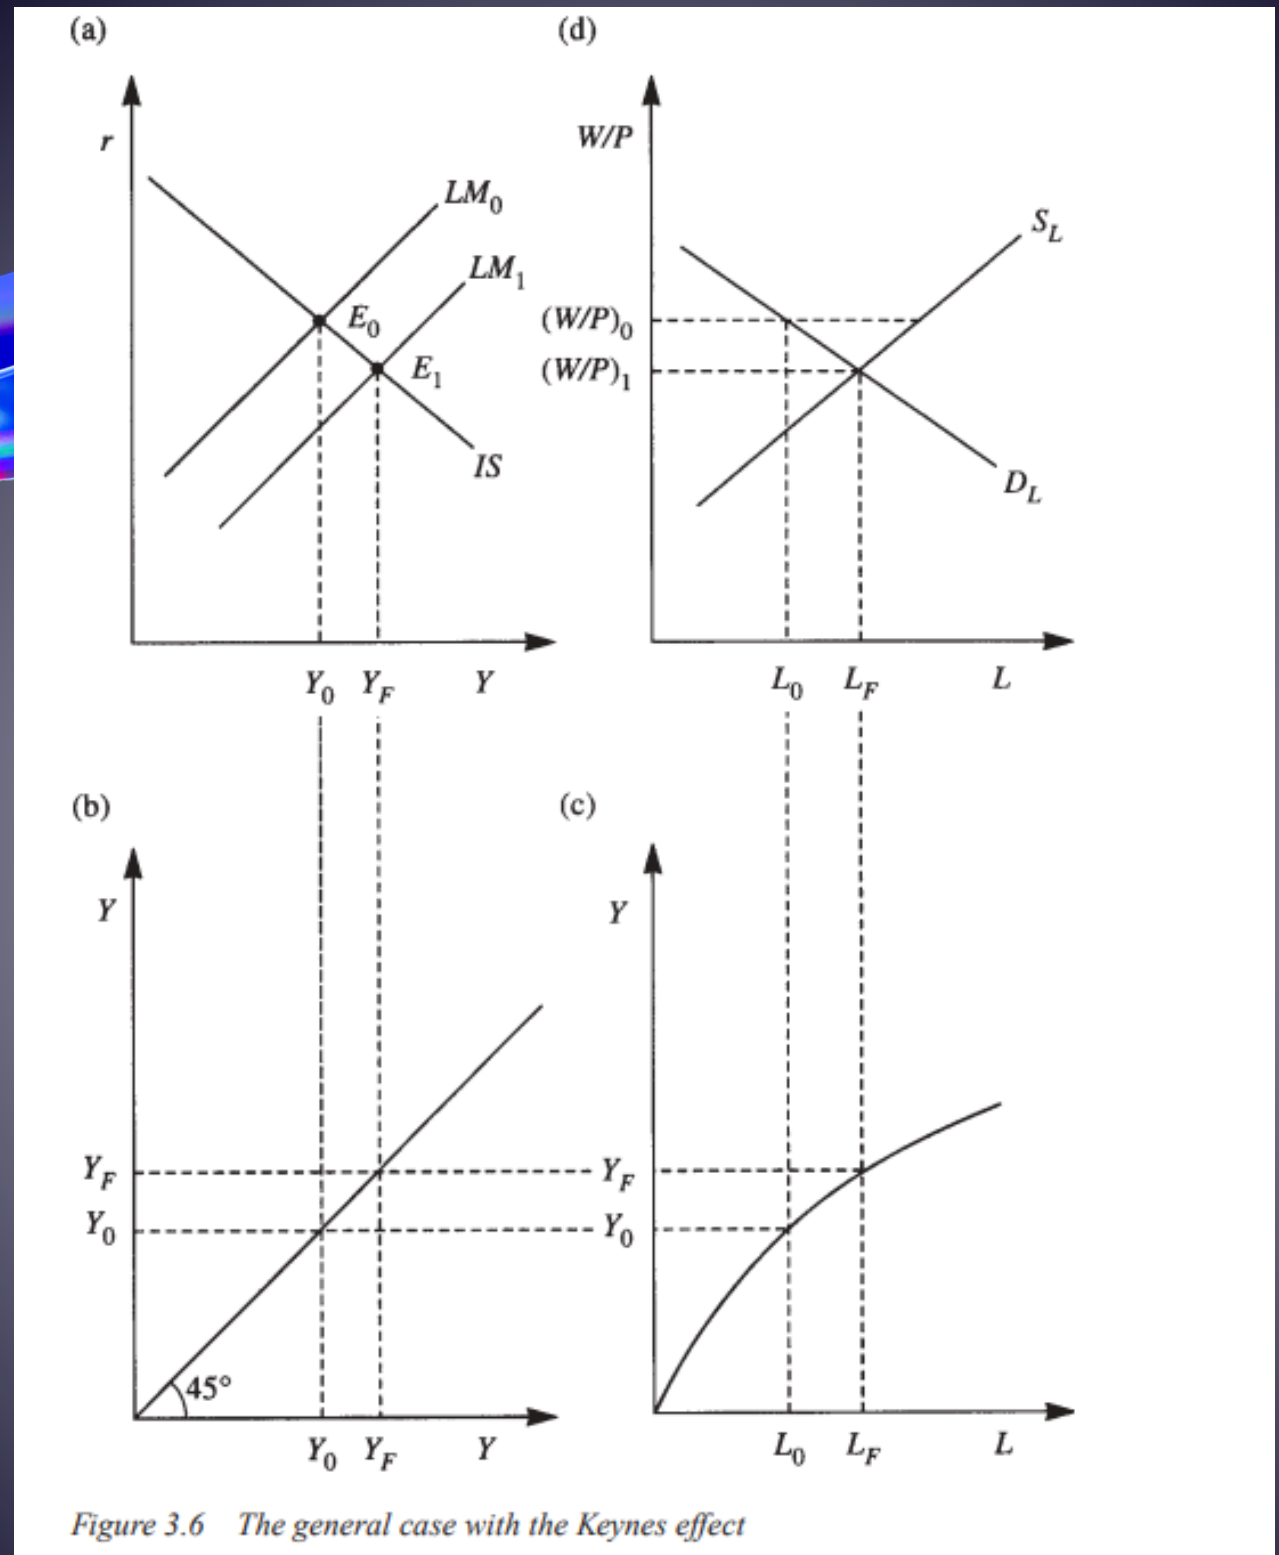 (a)
r
LM0
LM1
E0
E1
IS
Y0 YF Y
(d)
W/P
SL
(W/P)0
(W/P)1
DL
L0 LF L
(b)
Y
YF
Y0
45°
Y0 YF Y
(c)
Y
YF
Y0
L0 LF L
Figure 3.6 The general case with the Keynes effect